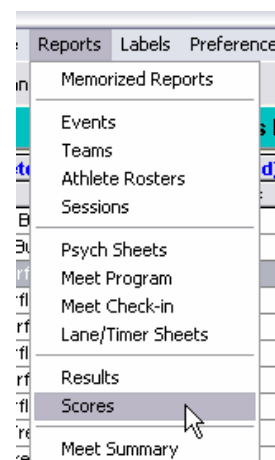 Reports Labels Preference
Memorized Reports
Events
Teams
Athlete Rosters
Sessions
Psych Sheets
Meet Program
Meet Check-in
Lane/Timer Sheets
Results
Scores
Meet Summary